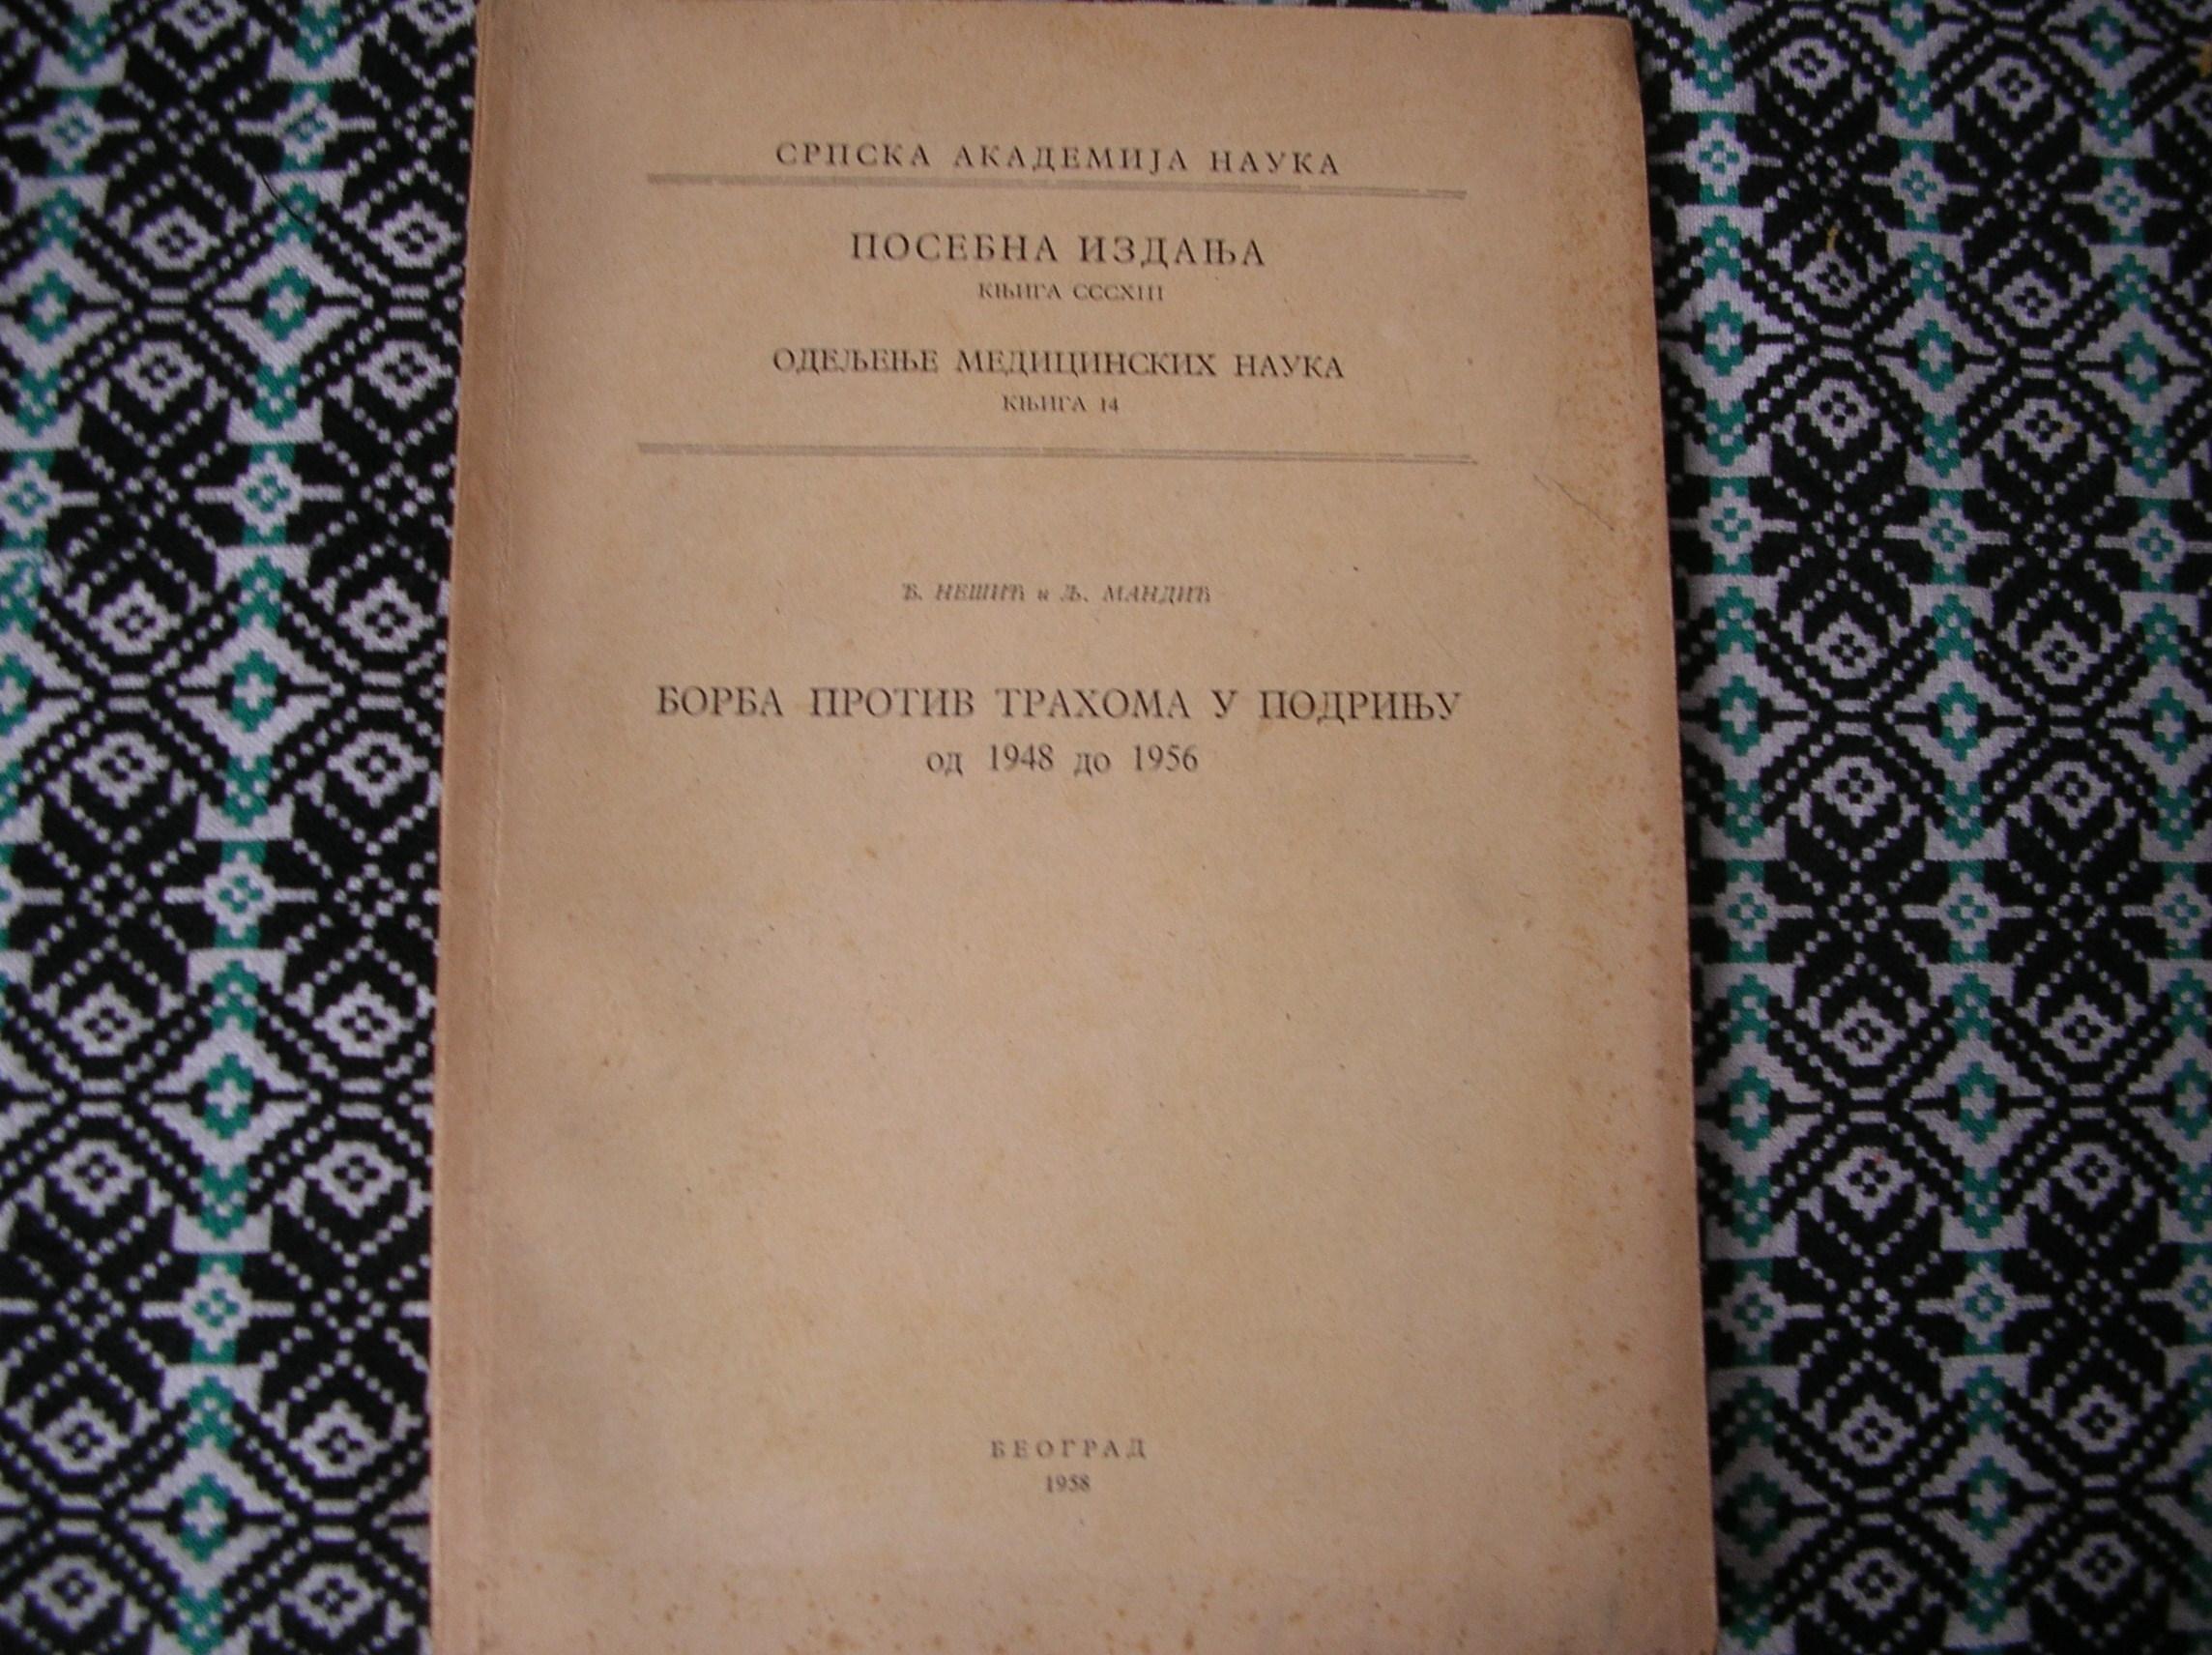 СРПСКА АКАДЕМИЈА НАУКА
ПОСЕБНА ИЗДАЊА
КЊИГА CCCXIII
ОДЕЉЕЊЕ МЕДИЦИНСКИХ НАУКА
КЊИГА 14
Ђ. НЕШИЋ и Љ. МАНДИЋ
БОРБА ПРОТИВ ТРАХОМА У ПОДРИЊУ
од 1948 до 1956
БЕОГРАД
1958